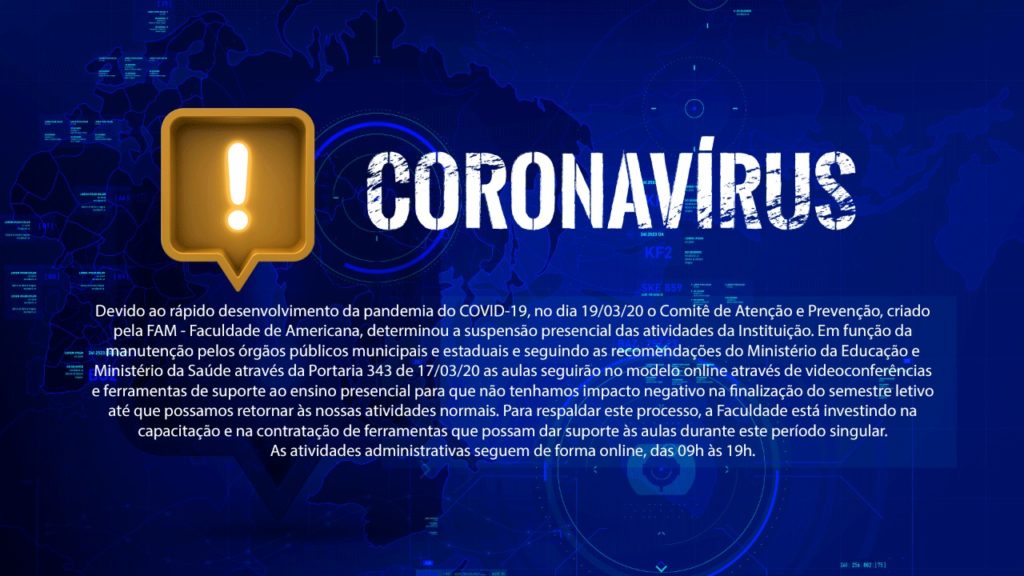 !
CORONAVÍRUS
KF2
SKE 889
Devido ao rápido desenvolvimento da pandemia do COVID-19, no dia 19/03/20 o Comitê de Atenção e Prevenção, criado
pela FAM - Faculdade de Americana, determinou a suspensão presencial das atividades da Instituição. Em função da
manutenção pelos órgãos públicos municipais e estaduais e seguindo as recomendações do Ministério da Educação e
Ministério da Saúde através da Portaria 343 de 17/03/20 as aulas seguirão no modelo online através de videoconferências
e ferramentas de suporte ao ensino presencial para que não tenhamos impacto negativo na finalização do semestre letivo
até que possamos retornar às nossas atividades normais. Para respaldar este processo, a Faculdade está investindo na
capacitação e na contratação de ferramentas que possam dar suporte às aulas durante este período singular.
As atividades administrativas seguem de forma online, das 09h às 19h.